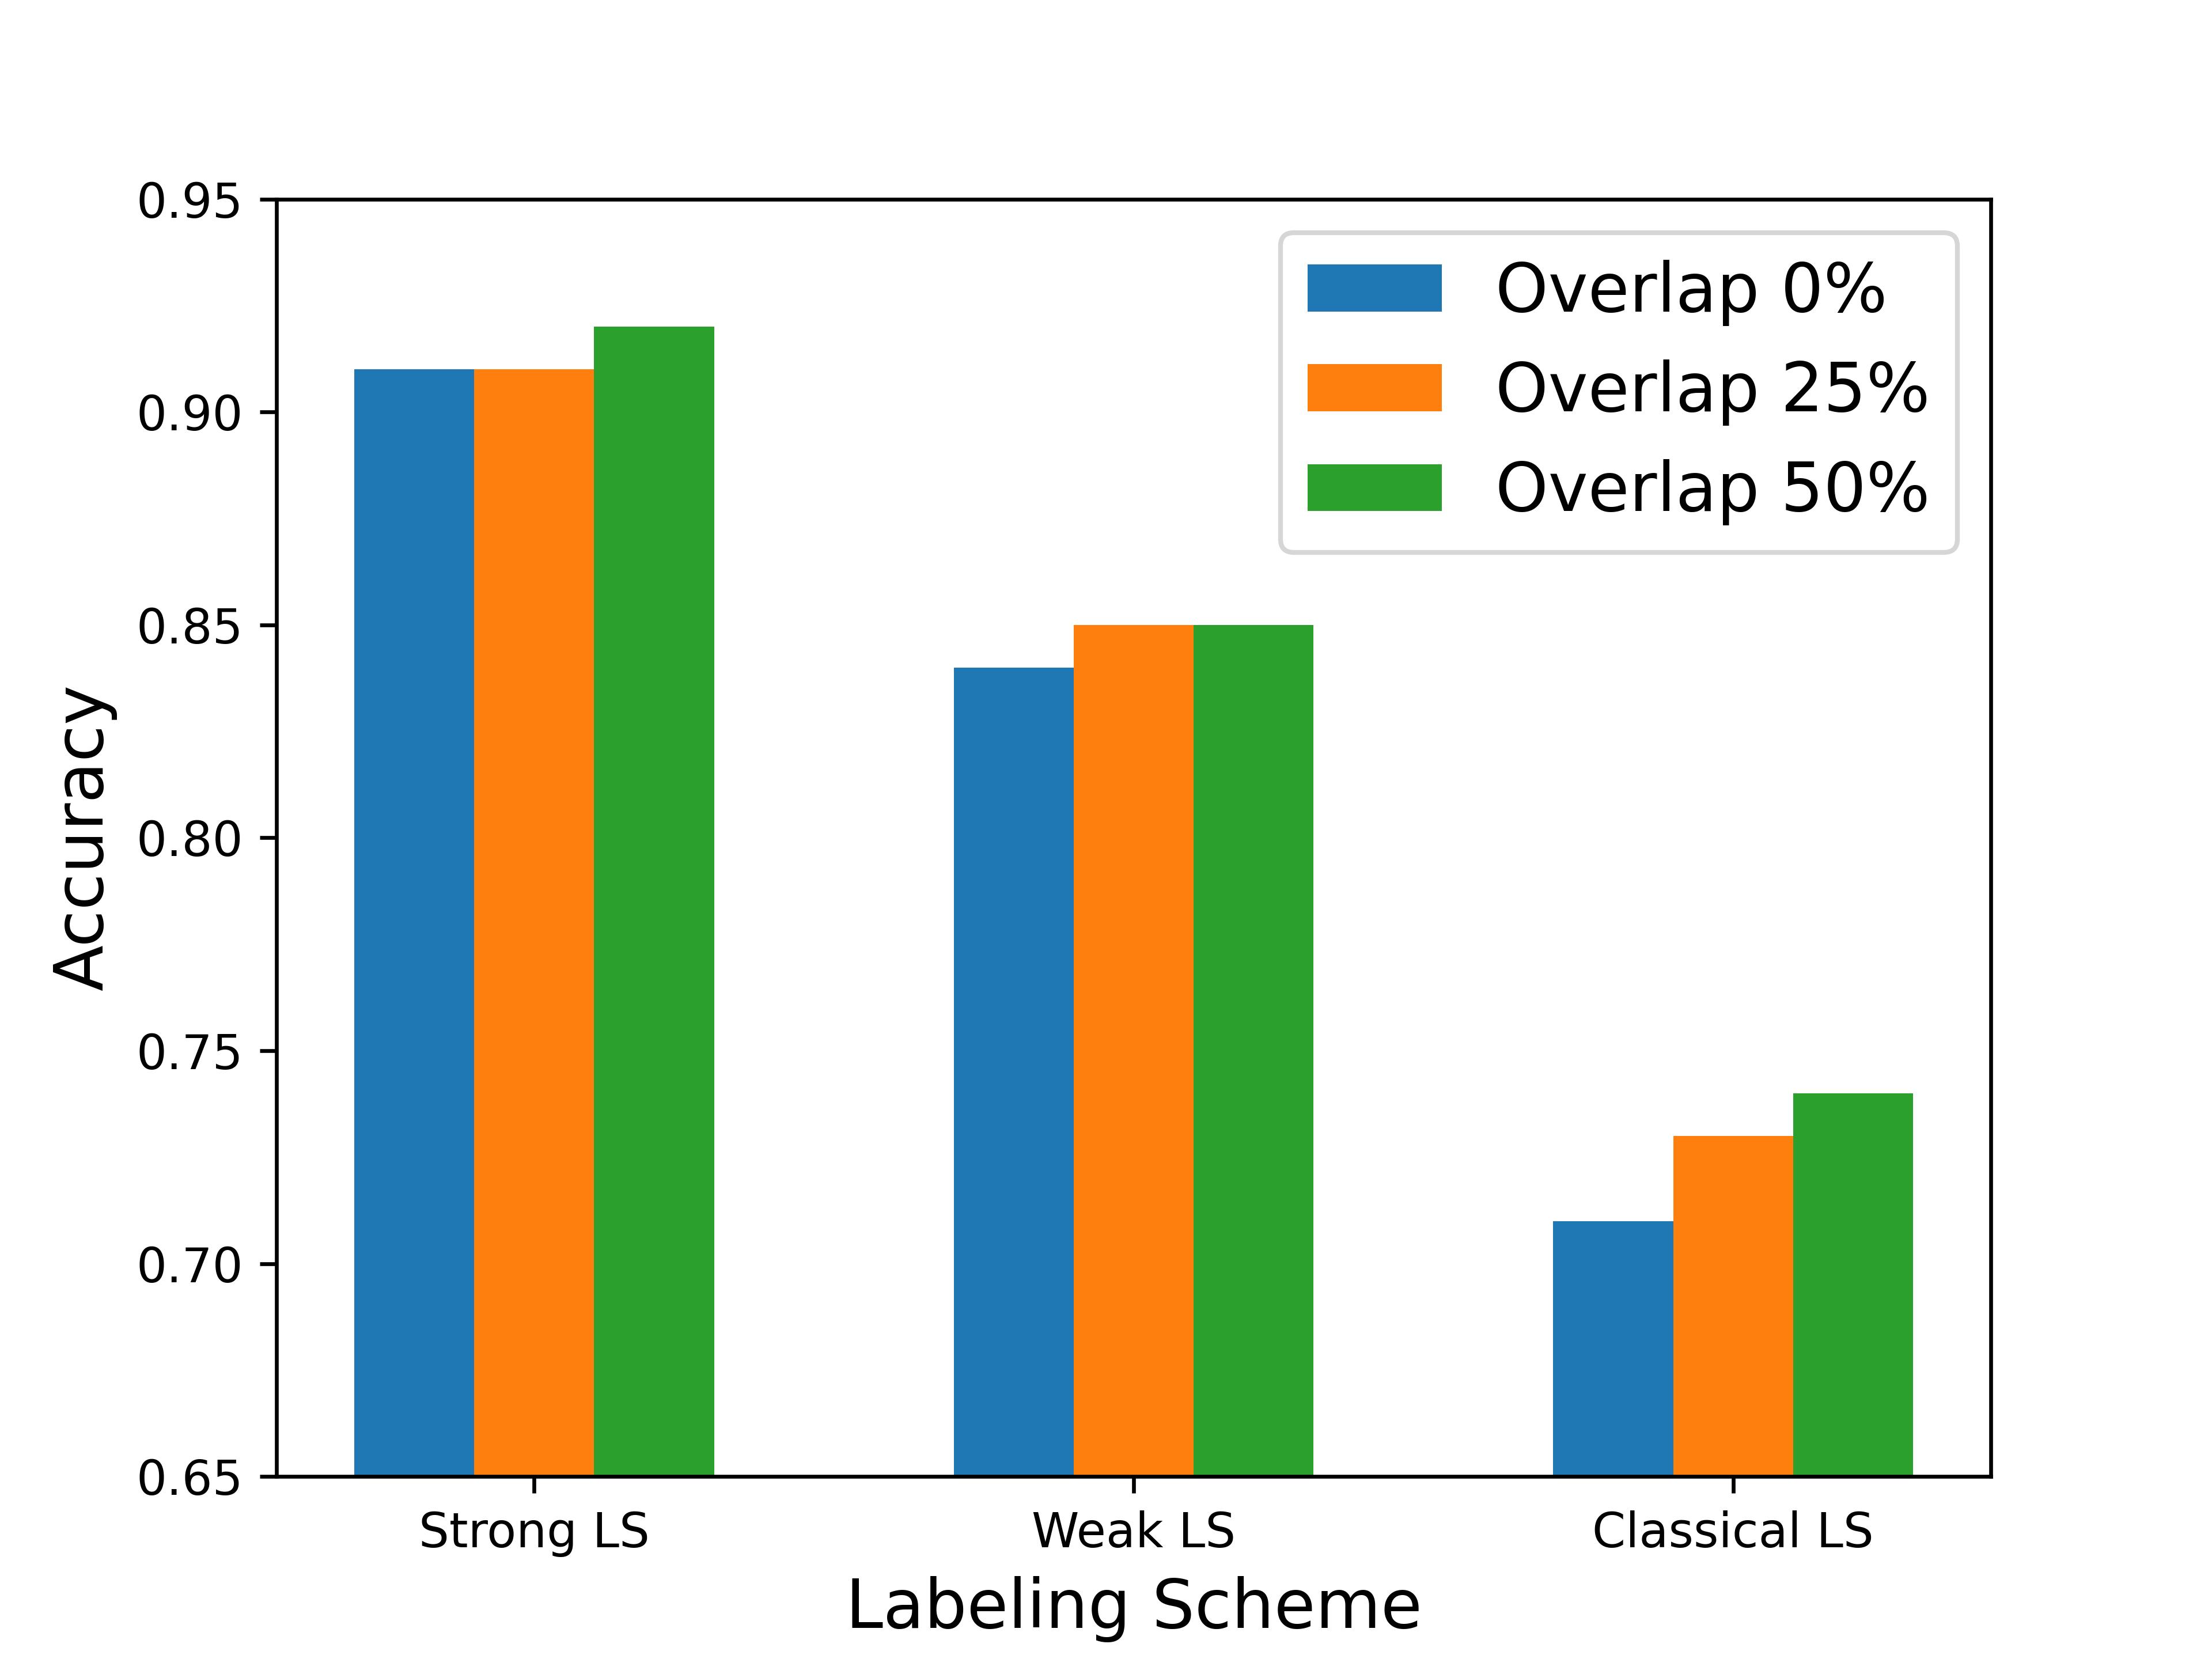 0.95
0.90
0.85
0.80
0.75
0.70
0.65
Accuracy
Overlap 0%
Overlap 25%
Overlap 50%
Strong LS
Weak LS
Classical LS
Labeling Scheme